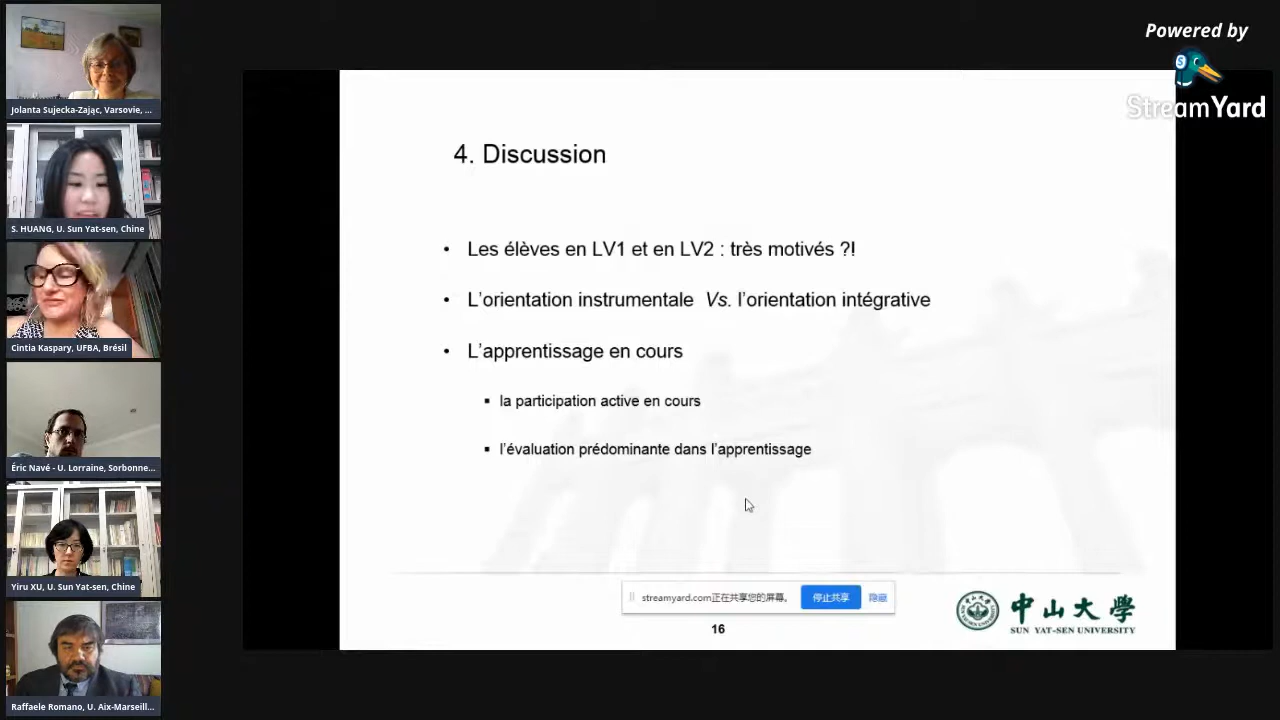 Powered by
StreamYard
Jolanta Sujecka-Zając, Varsovie, ...
S. HUANG, U. Sun Yat-sen, Chine
Cintia Kaspary, UFBA, Brésil
Éric Navé - U. Lorraine, Sorbonne...
Yiru XU, U. Sun Yat-sen, Chine
Raffaele Romano, U. Aix-Marseill...
4. Discussion
• Les élèves en LV1 et en LV2 : très motivés ?!
• L'orientation instrumentale Vs. l'orientation intégrative
• L'apprentissage en cours
▪ la participation active en cours
▪ l'évaluation prédominante dans l'apprentissage
streamyard.com正在共享您的屏幕。 停止共享 隐藏
16
中山大學
SUN YAT-SEN UNIVERSITY